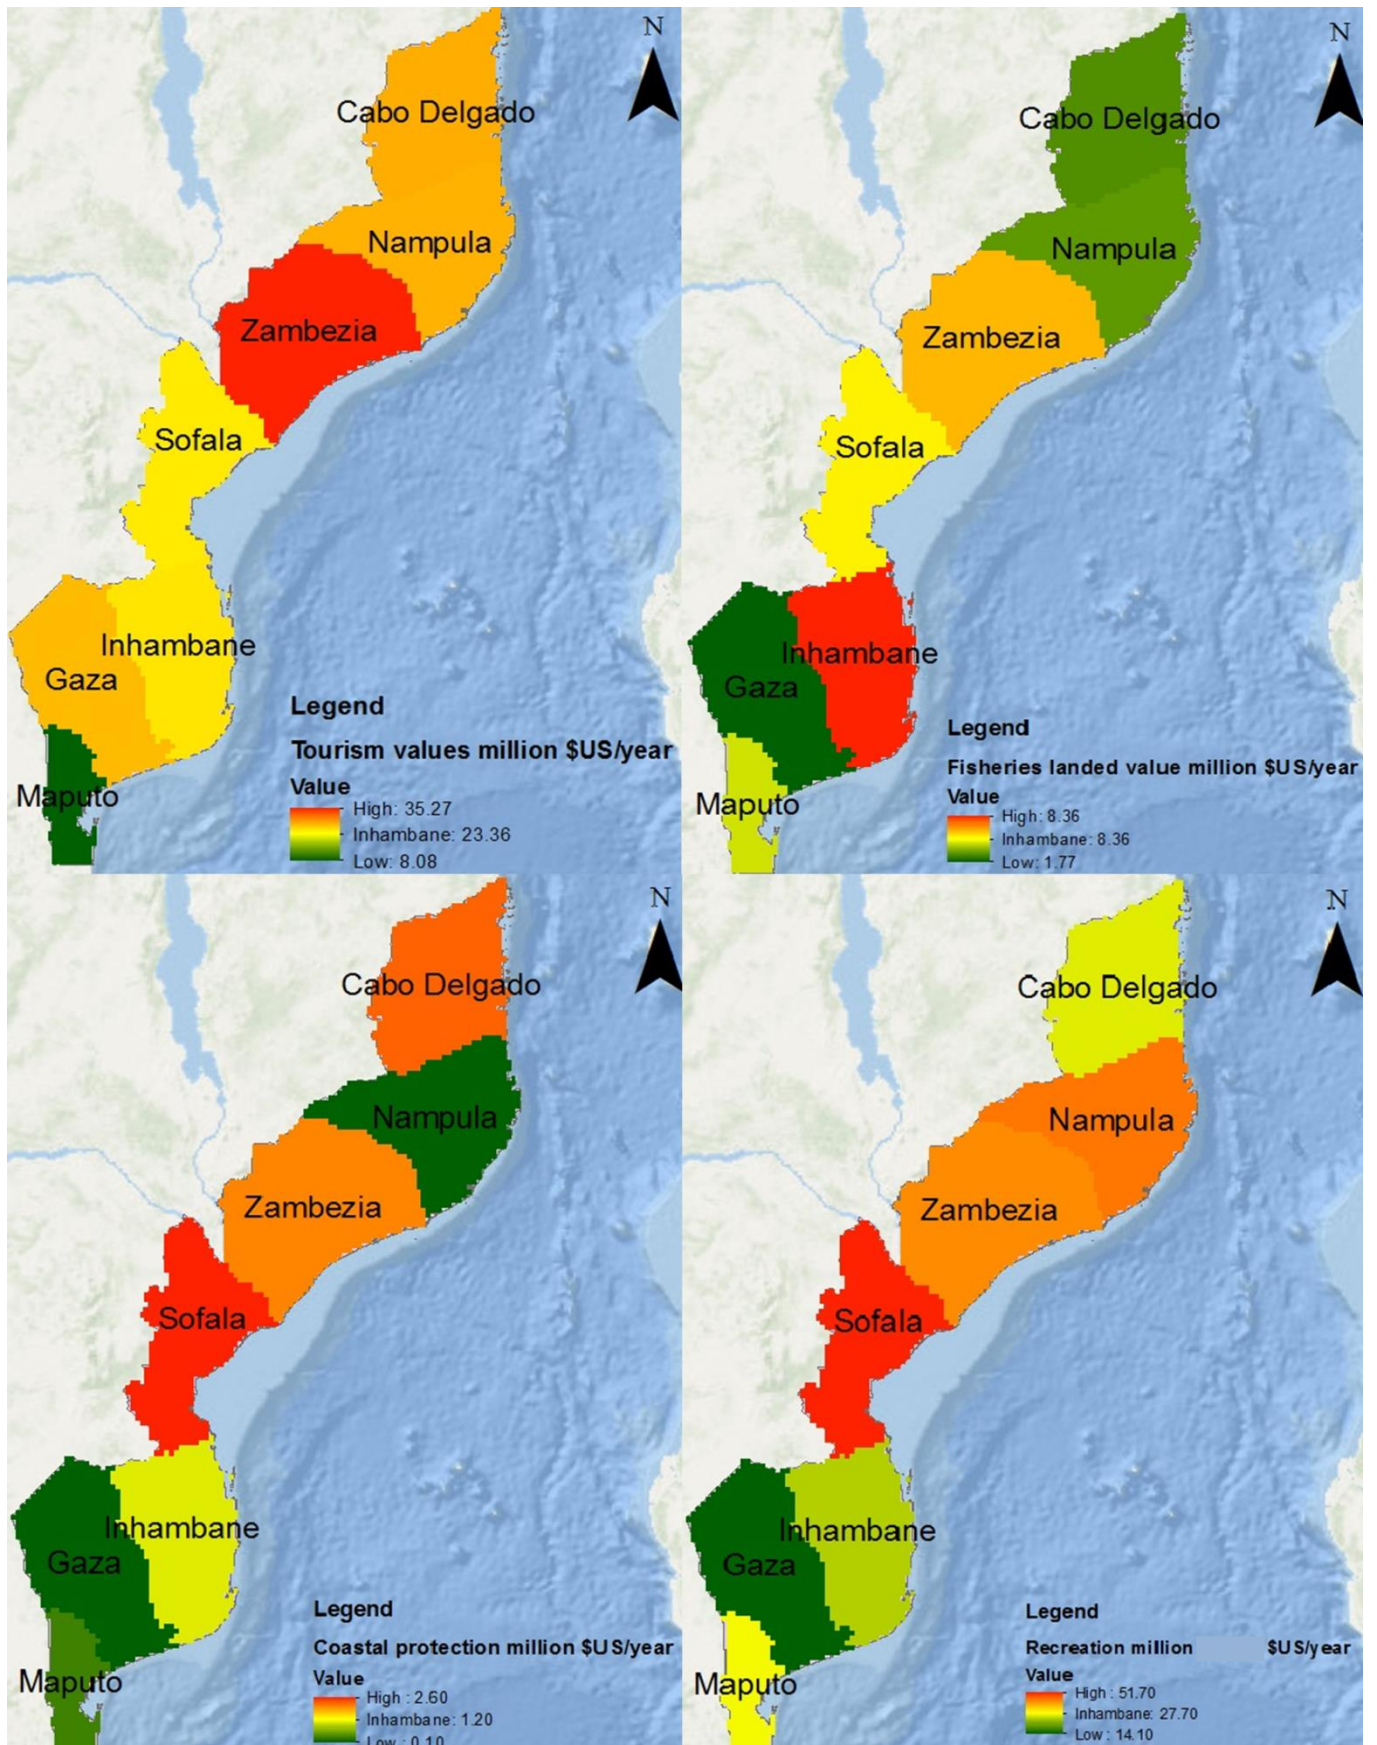 N
Cabo Delgado
Nampula
Zambezia
Sofala
Inhambane
Gaza
Maputo
Legend
Tourism values million $US/year
Value
High: 35.27
Inhambane: 23.36
Low: 8.08
N
Cabo Delgado
Nampula
Zambezia
Sofala
Inhambane
Gaza
Maputo
Legend
Fisheries landed value million $US/year
Value
High: 8.36
Inhambane: 8.36
Low: 1.77
N
Cabo Delgado
Nampula
Zambezia
Sofala
Inhambane
Gaza
Maputo
Legend
Coastal protection million $US/year
Value
High : 2.60
Inhambane: 1.20
Low : 0.10
N
Cabo Delgado
Nampula
Zambezia
Sofala
Inhambane
Gaza
Maputo
Legend
Recreation million $US/year
Value
High : 51.70
Inhambane: 27.70
Low : 14.10